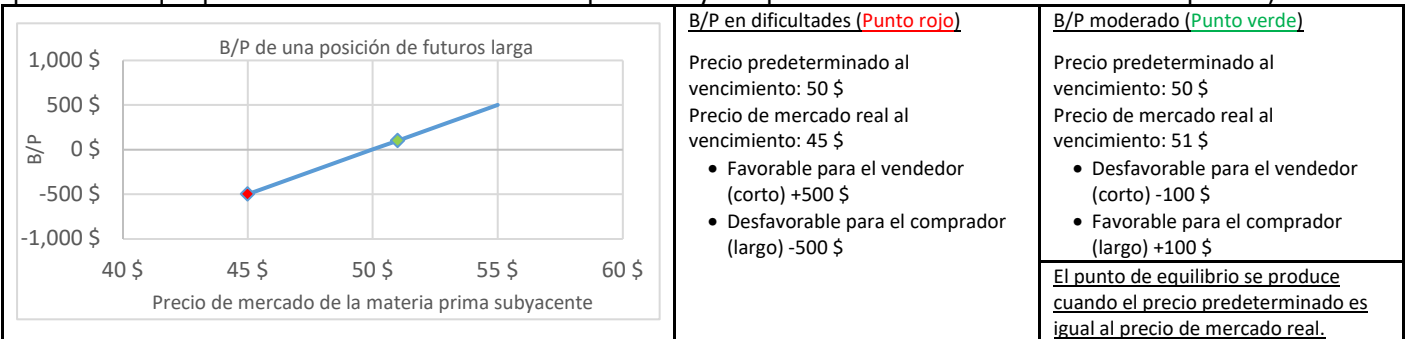 B/P de una posición de futuros larga
1,000 $
500 $
0 $
-500 $
-1,000 $
B/P
40 $ 45 $ 50 $ 55 $ 60 $
Precio de mercado de la materia prima subyacente
B/P en dificultades (Punto rojo)
Precio predeterminado al
vencimiento: 50 $
Precio de mercado real al
vencimiento: 45 $
• Favorable para el vendedor
(corto) +500 $
• Desfavorable para el comprador
(largo) -500 $
B/P moderado (Punto verde)
Precio predeterminado al
vencimiento: 50 $
Precio de mercado real al
vencimiento: 51 $
• Desfavorable para el vendedor
(corto) -100 $
• Favorable para el comprador
(largo) +100 $
El punto de equilibrio se produce
cuando el precio predeterminado es
igual al precio de mercado real.